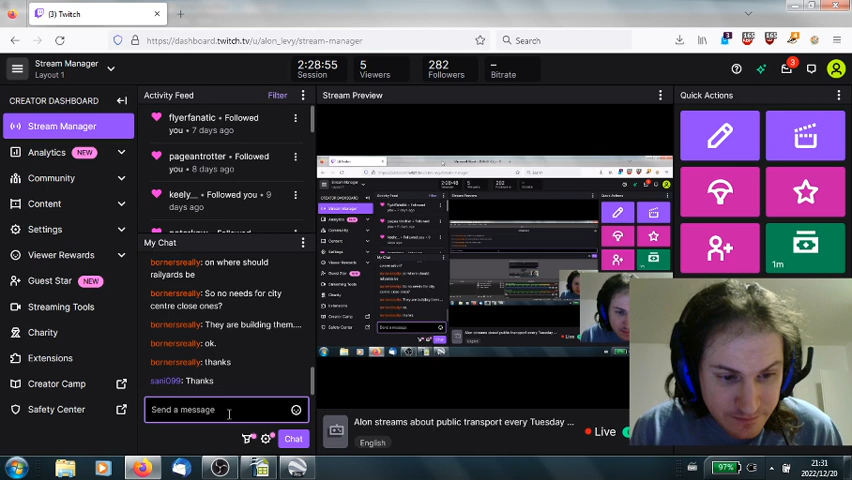 (3) Twitch
https://dashboard.twitch.tv/u/alon_levy/stream-manager
Search
Stream Manager
Layout 1
2:28:55
Session
5
Viewers
282
Followers
–
Bitrate
3
CREATOR DASHBOARD
Stream Manager
Analytics NEW
Community
Content
Settings
Viewer Rewards
Guest Star NEW
Streaming Tools
Charity
Extensions
Creator Camp
Safety Center
Activity Feed
Filter
flyerfanatic • Followed
you • 7 days ago
pageantrotter •
Followed you • 8 days ago
keely__ • Followed you • 9
days ago
My Chat
bornersreally: on where should
railyards be
bornersreally: So no needs for city
centre close ones?
bornersreally: They are building them....
bornersreally: ok.
bornersreally: thanks
sani099: Thanks
Send a message
Chat
Stream Preview
Alon streams about public transport every Tuesday ...
English
Live
Quick Actions
1m
97%
21:31
2022/12/20